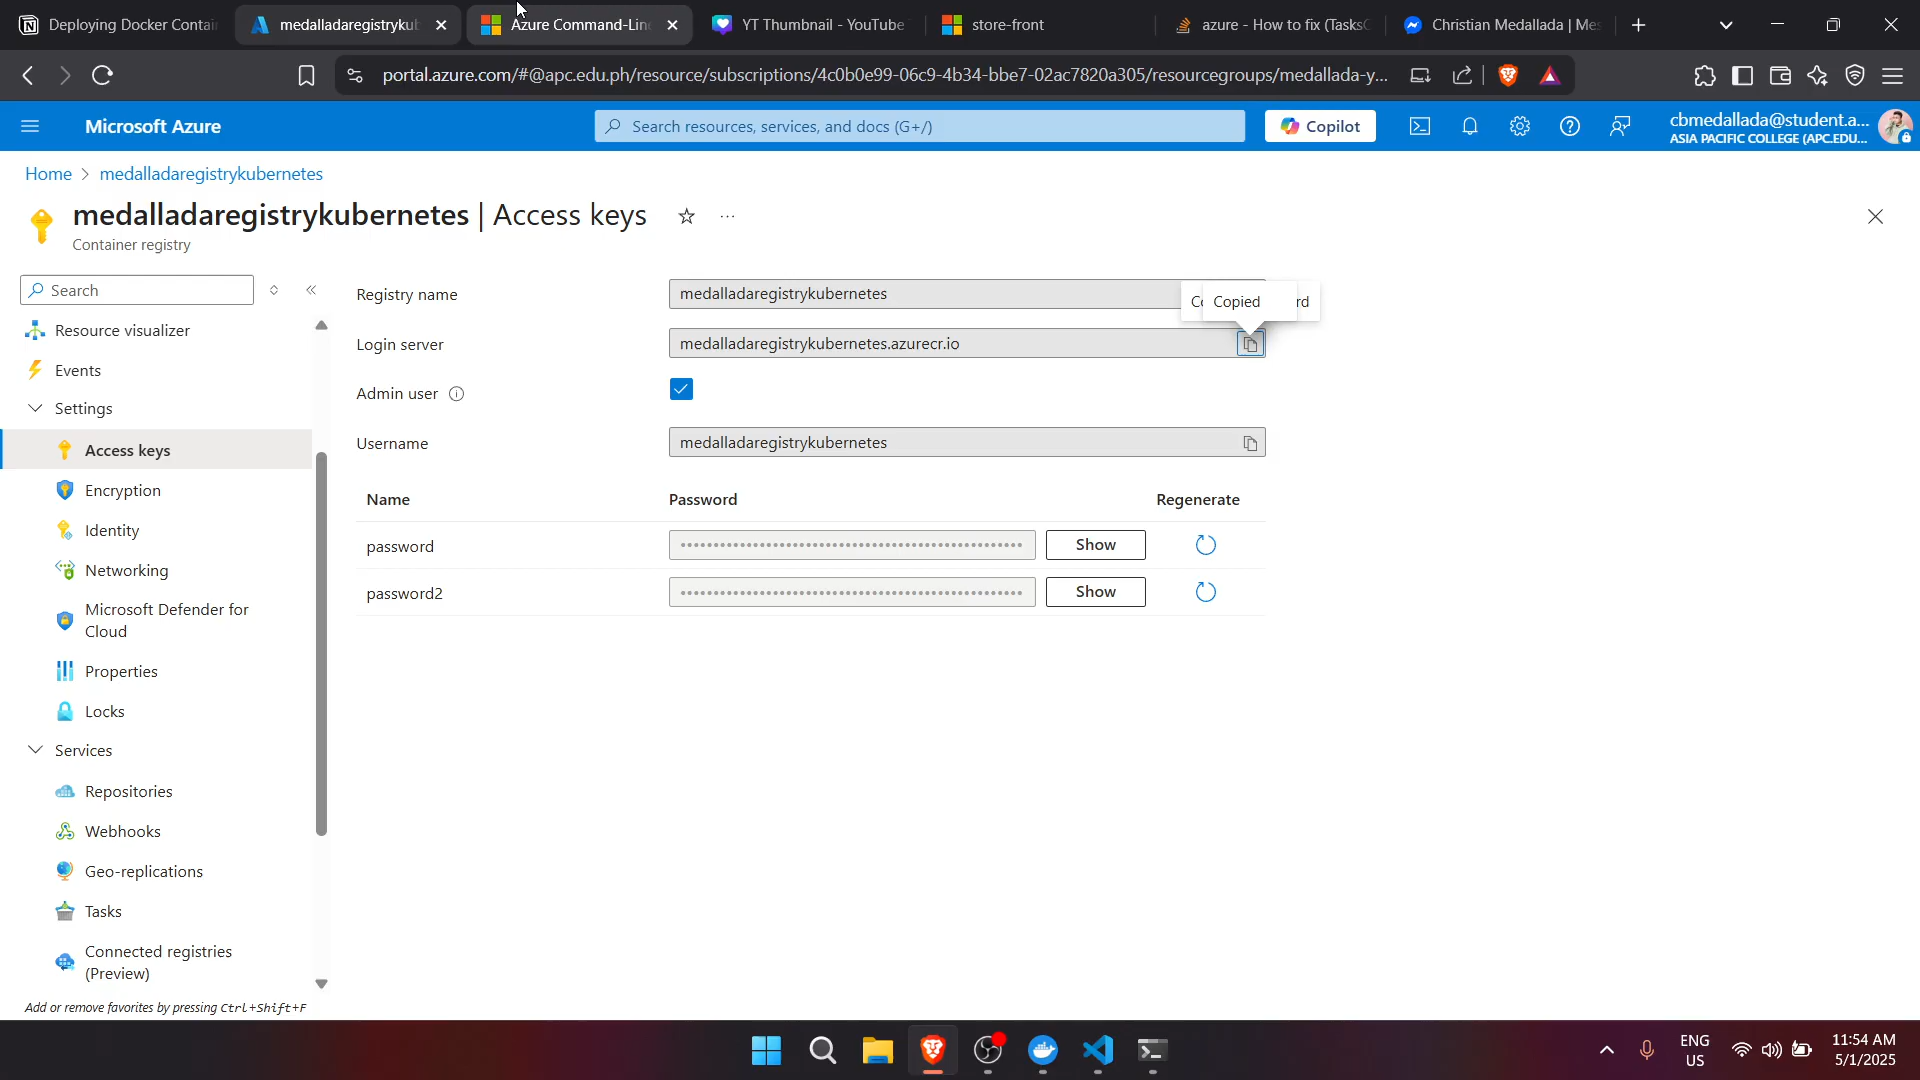 Deploying Docker Contai
medalladaregistrykub
Azure Command-Lin
YT Thumbnail - YouTube
store-front
azure - How to fix (TasksC
Christian Medallada | Mes
portal.azure.com/#@apc.edu.ph/resource/subscriptions/4c0b0e99-06c9-4b34-bbe7-02ac7820a305/resourcegroups/medallada-y...
Microsoft Azure
Search resources, services, and docs (G+/)
Copilot
cbmedallada@student.a...
ASIA PACIFIC COLLEGE (APC.EDU...
Home > medalladaregistrykubernetes
medalladaregistrykubernetes | Access keys
Container registry
Search
Resource visualizer
Events
Settings
Access keys
Encryption
Identity
Networking
Microsoft Defender for
Cloud
Properties
Locks
Services
Repositories
Webhooks
Geo-replications
Tasks
Connected registries
(Preview)
Add or remove favorites by pressing Ctrl+Shift+F
Registry name
medalladaregistrykubernetes
Copied
rd
Login server
medalladaregistrykubernetes.azurecr.io
Admin user
Username
medalladaregistrykubernetes
Name Password Regenerate
password Show
password2 Show
ENG
US
11:54 AM
5/1/2025